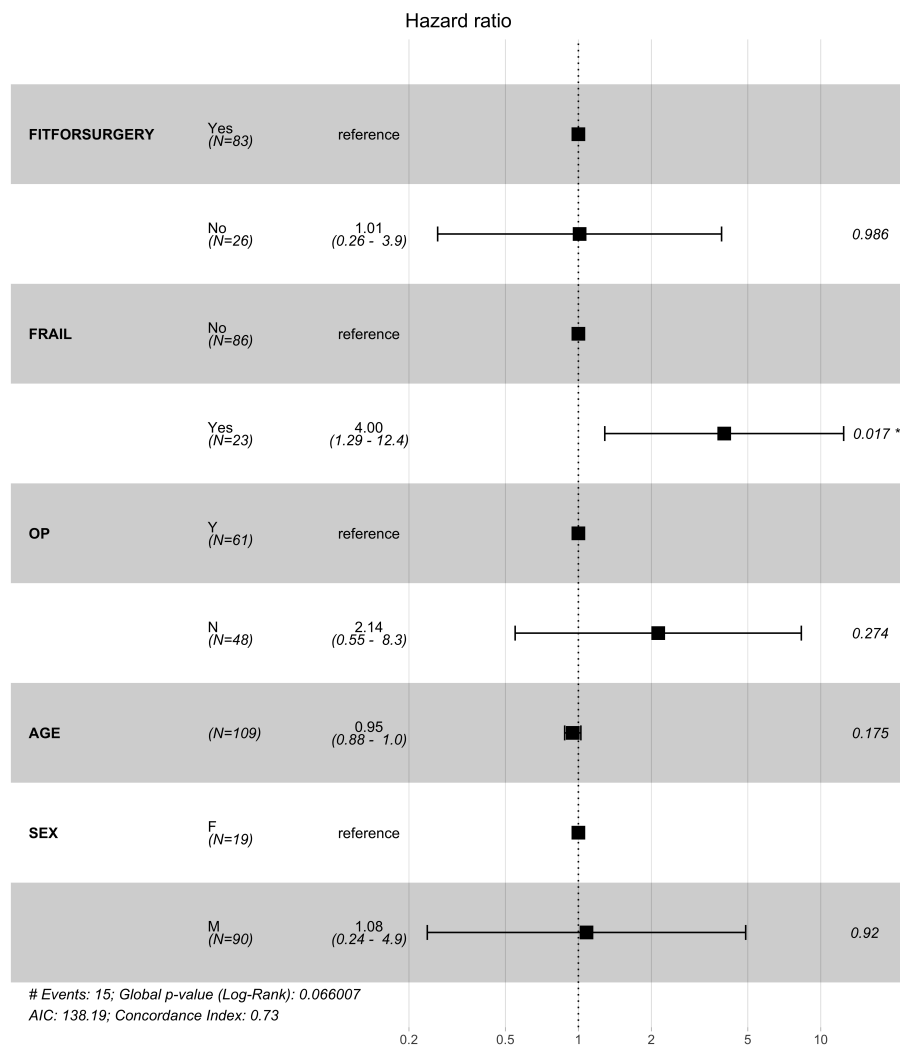 Hazard ratio
FITFORSURGERY Yes reference
(N=83)
No 1.01 0.986
(N=26) (0.26 - 3.9)
FRAIL No reference
(N=86)
Yes 4.00 0.017 *
(N=23) (1.29 - 12.4)
OP Y reference
(N=61)
N 2.14 0.274
(N=48) (0.55 - 8.3)
AGE (N=109) 0.95 0.175
(0.88 - 1.0)
SEX F reference
(N=19)
M 1.08 0.92
(N=90) (0.24 - 4.9)
# Events: 15; Global p-value (Log-Rank): 0.066007
AIC: 138.19; Concordance Index: 0.73
0.2 0.5 1 2 5 10